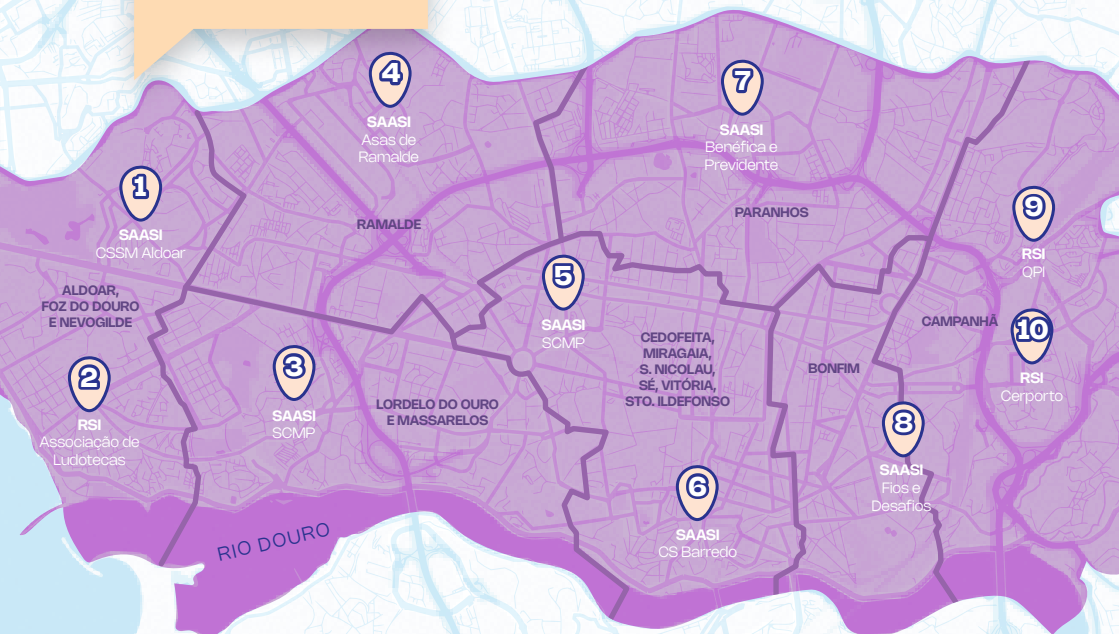 1
SAASI
CSSM Aldoar
2
RSI
Associação de
Ludotecas
3
SAASI
SCMP
4
SAASI
Asas de
Ramalde
5
SAASI
SCMP
6
SAASI
CS Barredo
7
SAASI
Benéfica e
Previdente
8
SAASI
Fios e
Desafios
9
RSI
QPI
10
RSI
Cerporto
ALDOAR,
FOZ DO DOURO
E NEVOGILDE
RAMALDE
LORDELO DO OURO
E MASSARELOS
CEDOFEITA,
MIRAGAIA,
S. NICOLAU,
SÉ, VITÓRIA,
STO. ILDEFONSO
PARANHOS
BONFIM
CAMPANHÃ
RIO DOURO